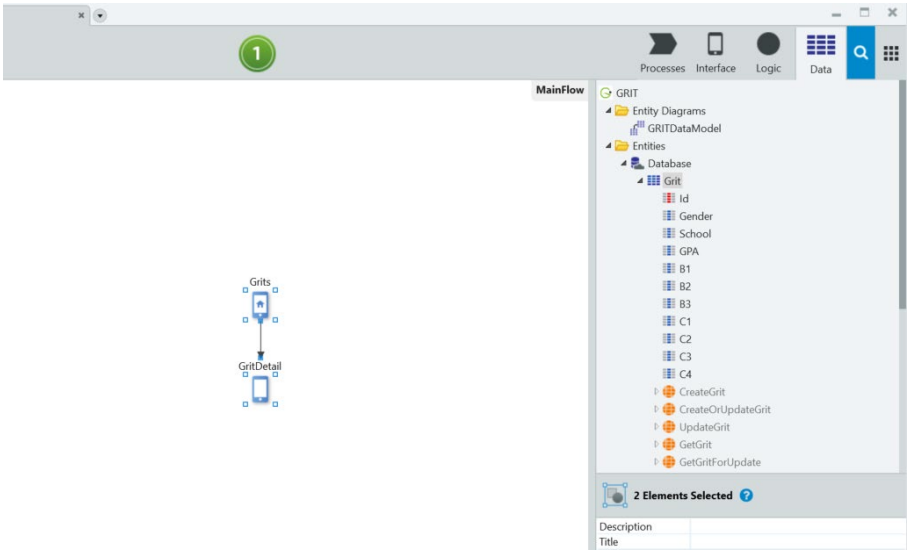 1
Processes Interface Logic Data
MainFlow
GRIT
Entity Diagrams
GRITDataModel
Entities
Database
Grit
Id
Gender
School
GPA
B1
B2
B3
C1
C2
C3
C4
CreateGrit
CreateOrUpdateGrit
UpdateGrit
GetGrit
GetGritForUpdate
Grits
GritDetail
2 Elements Selected ?
Description
Title